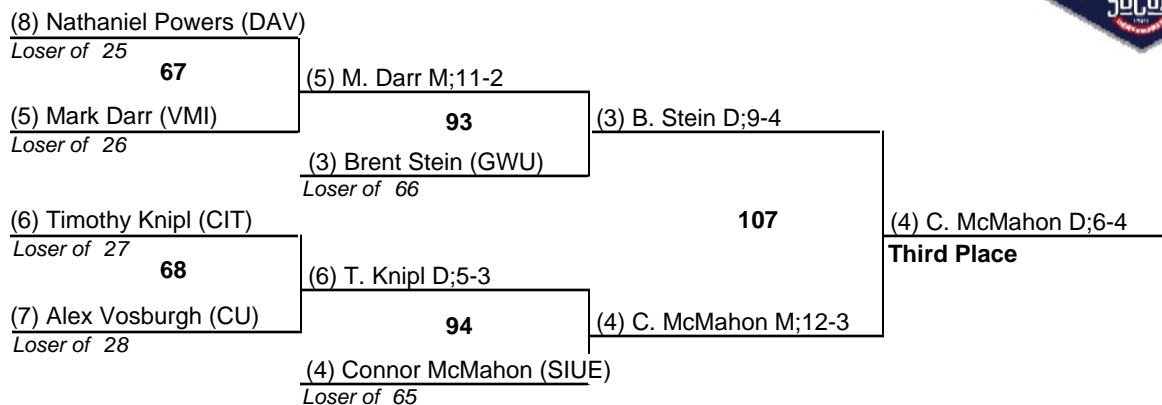 (8) Nathaniel Powers (DAV)
Loser of 25
67
(5) M. Darr M;11-2
(5) Mark Darr (VMI)
Loser of 26
93
(3) B. Stein D;9-4
(3) Brent Stein (GWU)
Loser of 66
(6) Timothy Knipl (CIT)
Loser of 27
107
(4) C. McMahon D;6-4
Third Place
68
(6) T. Knipl D;5-3
(7) Alex Vosburgh (CU)
Loser of 28
94
(4) C. McMahon M;12-3
(4) Connor McMahon (SIUE)
Loser of 65